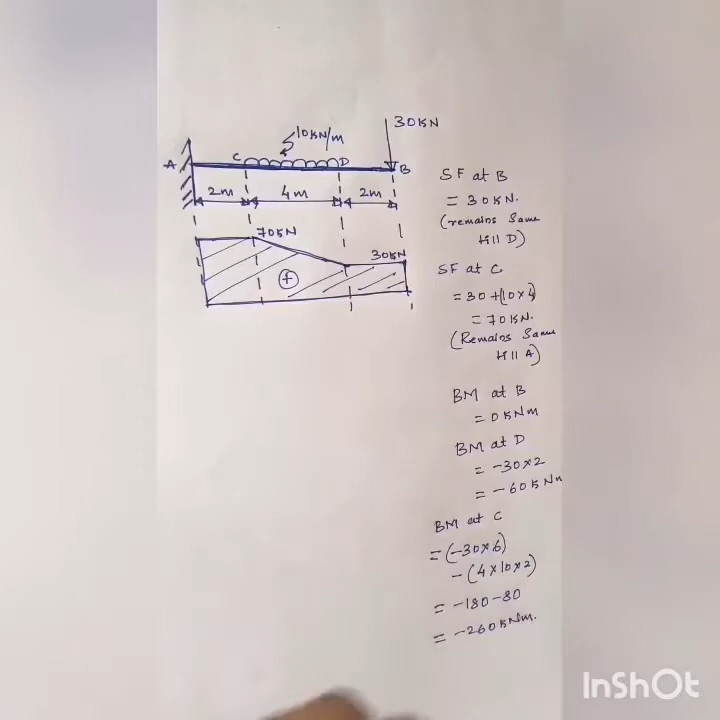 10KN/m
30KN
A
C
D
B
2m
4m
2m
70KN
30KN
+
SF at B
= 30KN.
(remains same
till D)
SF at C
= 30+(10×4)
= 70KN.
(Remains Same
till A)
BM at B
= 0KNm
BM at D
= -30×2
= -60KNm
BM at C
= (-30×6)
- (4×10×2)
= -180-80
= -260KNm.
InShOt